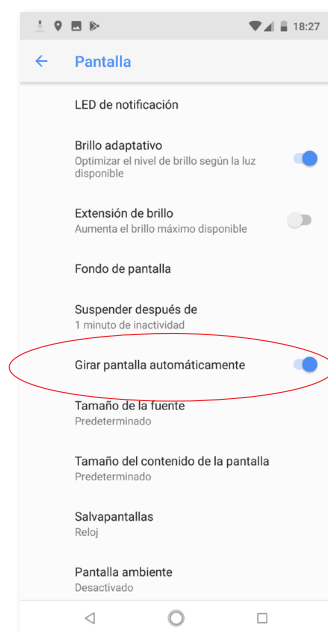 18:27
Pantalla
LED de notificación
Brillo adaptativo
Optimizar el nivel de brillo según la luz
disponible
Extensión de brillo
Aumenta el brillo máximo disponible
Fondo de pantalla
Suspender después de
1 minuto de inactividad
Girar pantalla automáticamente
Tamaño de la fuente
Predeterminado
Tamaño del contenido de la pantalla
Predeterminado
Salvapantallas
Reloj
Pantalla ambiente
Desactivado